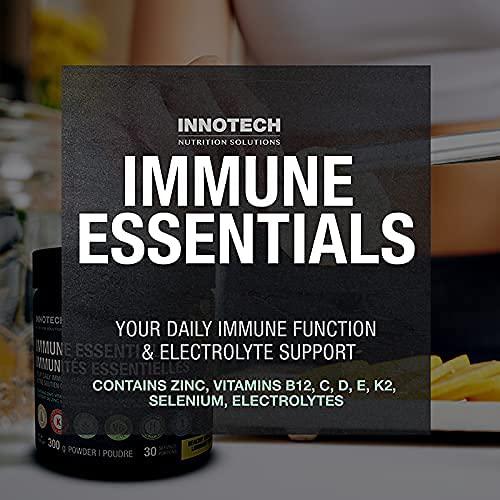 INNOTECH
NUTRITION SOLUTIONS
IMMUNE
ESSENTIALS
YOUR DAILY IMMUNE FUNCTION
& ELECTROLYTE SUPPORT
CONTAINS ZINC, VITAMINS B12, C, D, E, K2,
SELENIUM, ELECTROLYTES
INNOTECH
IMMUNE ESSENTI
IMMUNITÉS ESSENTIELLES
300 g POWDER | POUDRE
30